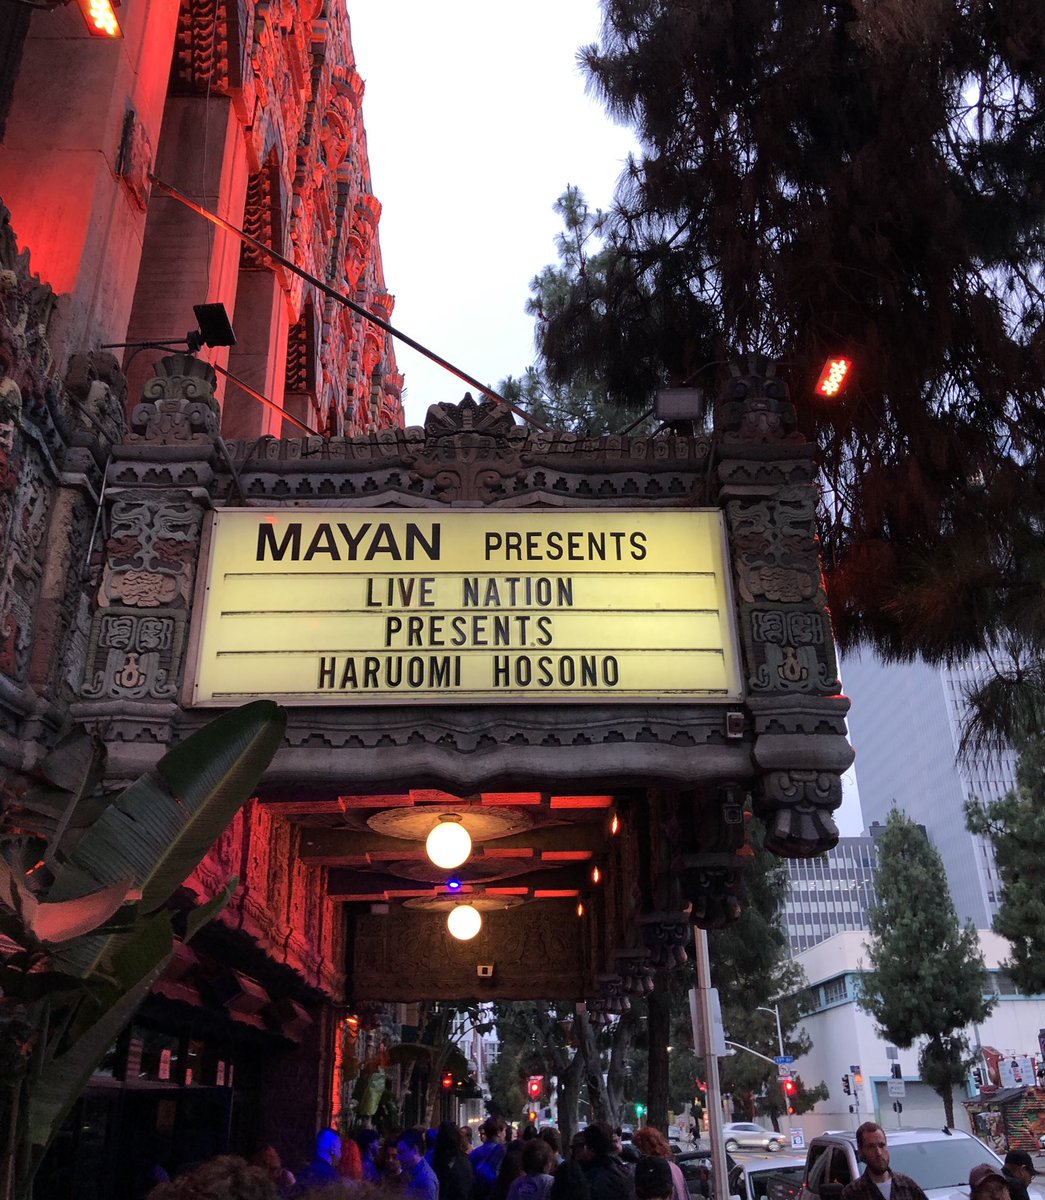 MAYAN PRESENTS
LIVE NATION
PRESENTS
HARUOMI HOSONO